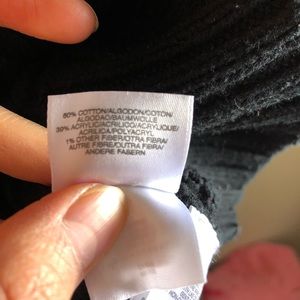 60% COTTON/ALGODON/COTON/
ALGODAO/BAUMWOLLE
39% ACRYLIC/ACRILICO/ACRYLIQUE/
ACRILICA/POLYACRYL
1% OTHER FIBER/OTRA FIBRA/
AUTRE FIBRE/OUTRA FIBRA/
ANDERE FASERN